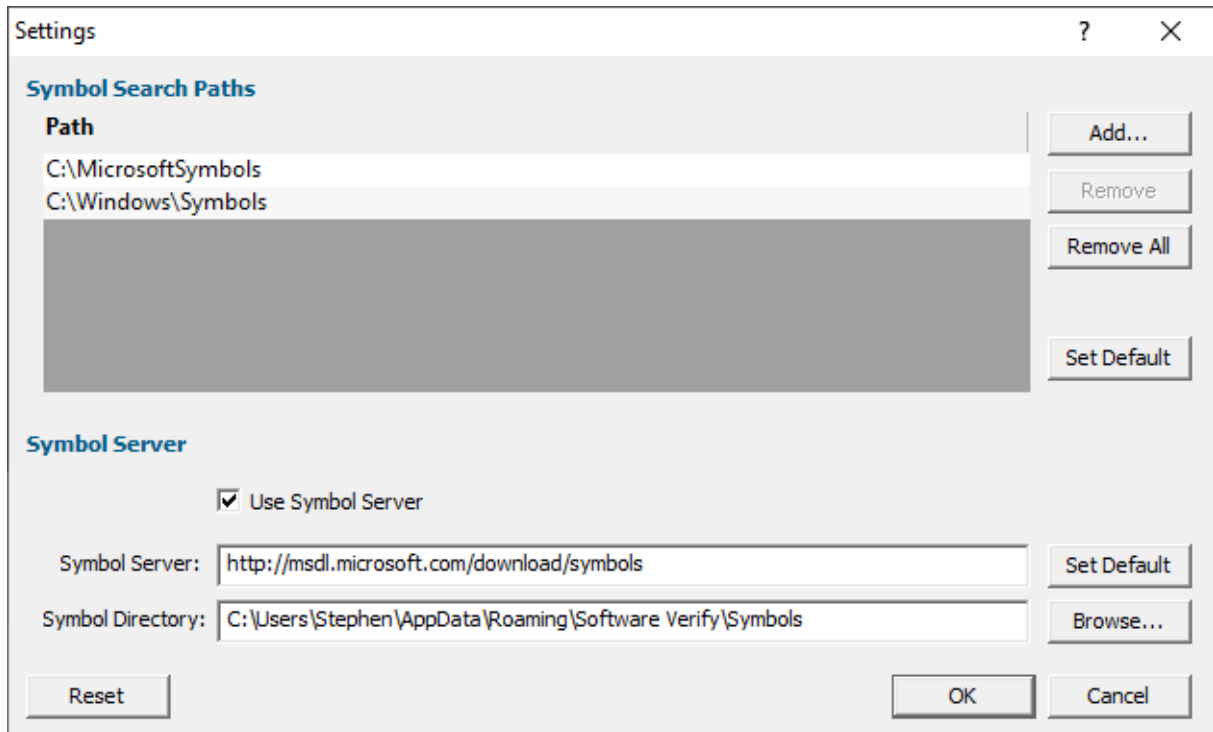 Settings
?
Symbol Search Paths
Path
Add...
C:\MicrosoftSymbols
Remove
C:\Windows\Symbols
Remove All
Set Default
Symbol Server
Use Symbol Server
Symbol Server: http://msdl.microsoft.com/download/symbols Set Default
Symbol Directory: C:\Users\Stephen\AppData\Roaming\Software Verify\Symbols Browse...
Reset OK Cancel